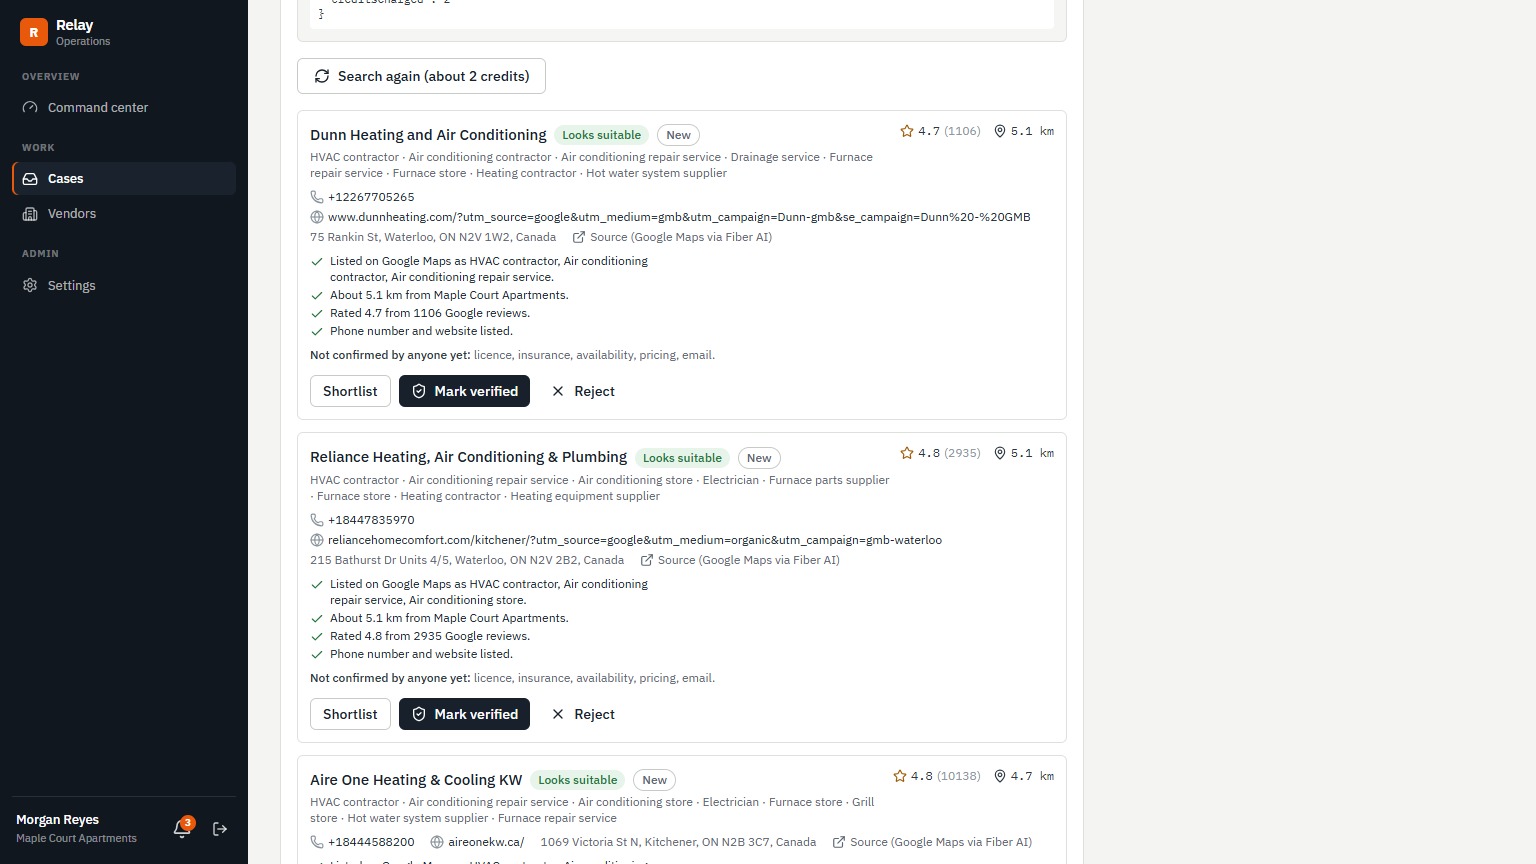 R
Relay
Operations
OVERVIEW
Command center
WORK
Cases
Vendors
ADMIN
Settings
Morgan Reyes
Maple Court Apartments
3
}
Search again (about 2 credits)
Dunn Heating and Air Conditioning Looks suitable New 4.7 (1106) 5.1 km
HVAC contractor · Air conditioning contractor · Air conditioning repair service · Drainage service · Furnace
repair service · Furnace store · Heating contractor · Hot water system supplier
+12267705265
www.dunnheating.com/?utm_source=google&utm_medium=gmb&utm_campaign=Dunn-gmb&se_campaign=Dunn%20-%20GMB
75 Rankin St, Waterloo, ON N2V 1W2, Canada Source (Google Maps via Fiber AI)
Listed on Google Maps as HVAC contractor, Air conditioning
contractor, Air conditioning repair service.
About 5.1 km from Maple Court Apartments.
Rated 4.7 from 1106 Google reviews.
Phone number and website listed.
Not confirmed by anyone yet: licence, insurance, availability, pricing, email.
Shortlist Mark verified Reject
Reliance Heating, Air Conditioning & Plumbing Looks suitable New 4.8 (2935) 5.1 km
HVAC contractor · Air conditioning repair service · Air conditioning store · Electrician · Furnace parts supplier
· Furnace store · Heating contractor · Heating equipment supplier
+18447835970
reliancehomecomfort.com/kitchener/?utm_source=google&utm_medium=organic&utm_campaign=gmb-waterloo
215 Bathurst Dr Units 4/5, Waterloo, ON N2V 2B2, Canada Source (Google Maps via Fiber AI)
Listed on Google Maps as HVAC contractor, Air conditioning
repair service, Air conditioning store.
About 5.1 km from Maple Court Apartments.
Rated 4.8 from 2935 Google reviews.
Phone number and website listed.
Not confirmed by anyone yet: licence, insurance, availability, pricing, email.
Shortlist Mark verified Reject
Aire One Heating & Cooling KW Looks suitable New 4.8 (10138) 4.7 km
HVAC contractor · Air conditioning repair service · Air conditioning store · Electrician · Furnace store · Grill
store · Hot water system supplier · Furnace repair service
+18444588200 aireonekw.ca/ 1069 Victoria St N, Kitchener, ON N2B 3C7, Canada Source (Google Maps via Fiber AI)